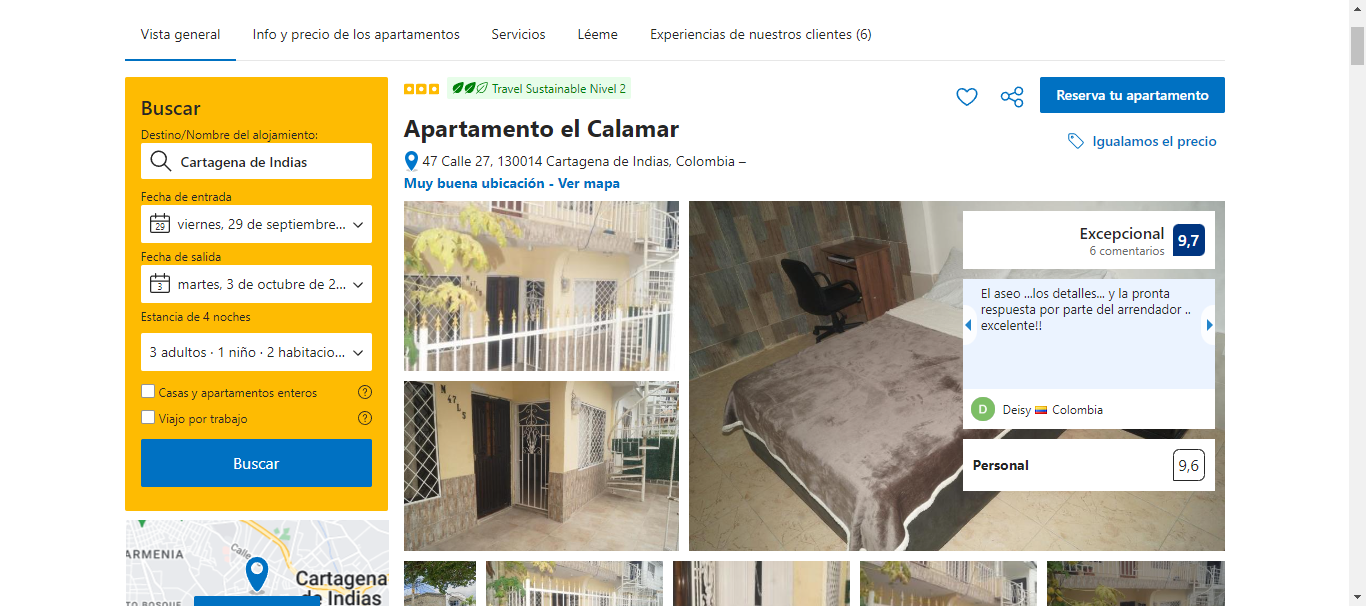 Vista general
Info y precio de los apartamentos
Servicios
Léeme
Experiencias de nuestros clientes (6)
Buscar
Destino/Nombre del alojamiento:
Cartagena de Indias
Fecha de entrada
29
viernes, 29 de septiembre...
Fecha de salida
3
martes, 3 de octubre de 2...
Estancia de 4 noches
3 adultos · 1 niño · 2 habitacio...
Casas y apartamentos enteros
Viajo por trabajo
Buscar
ARMENIA
Calle
Cartagena
de Indias
TO BOSQUE
Travel Sustainable Nivel 2
Reserva tu apartamento
Apartamento el Calamar
Igualamos el precio
47 Calle 27, 130014 Cartagena de Indias, Colombia –
Muy buena ubicación - Ver mapa
Excepcional
6 comentarios
9,7
El aseo ...los detalles... y la pronta
respuesta por parte del arrendador ..
excelente!!
D
Deisy Colombia
Personal
9,6